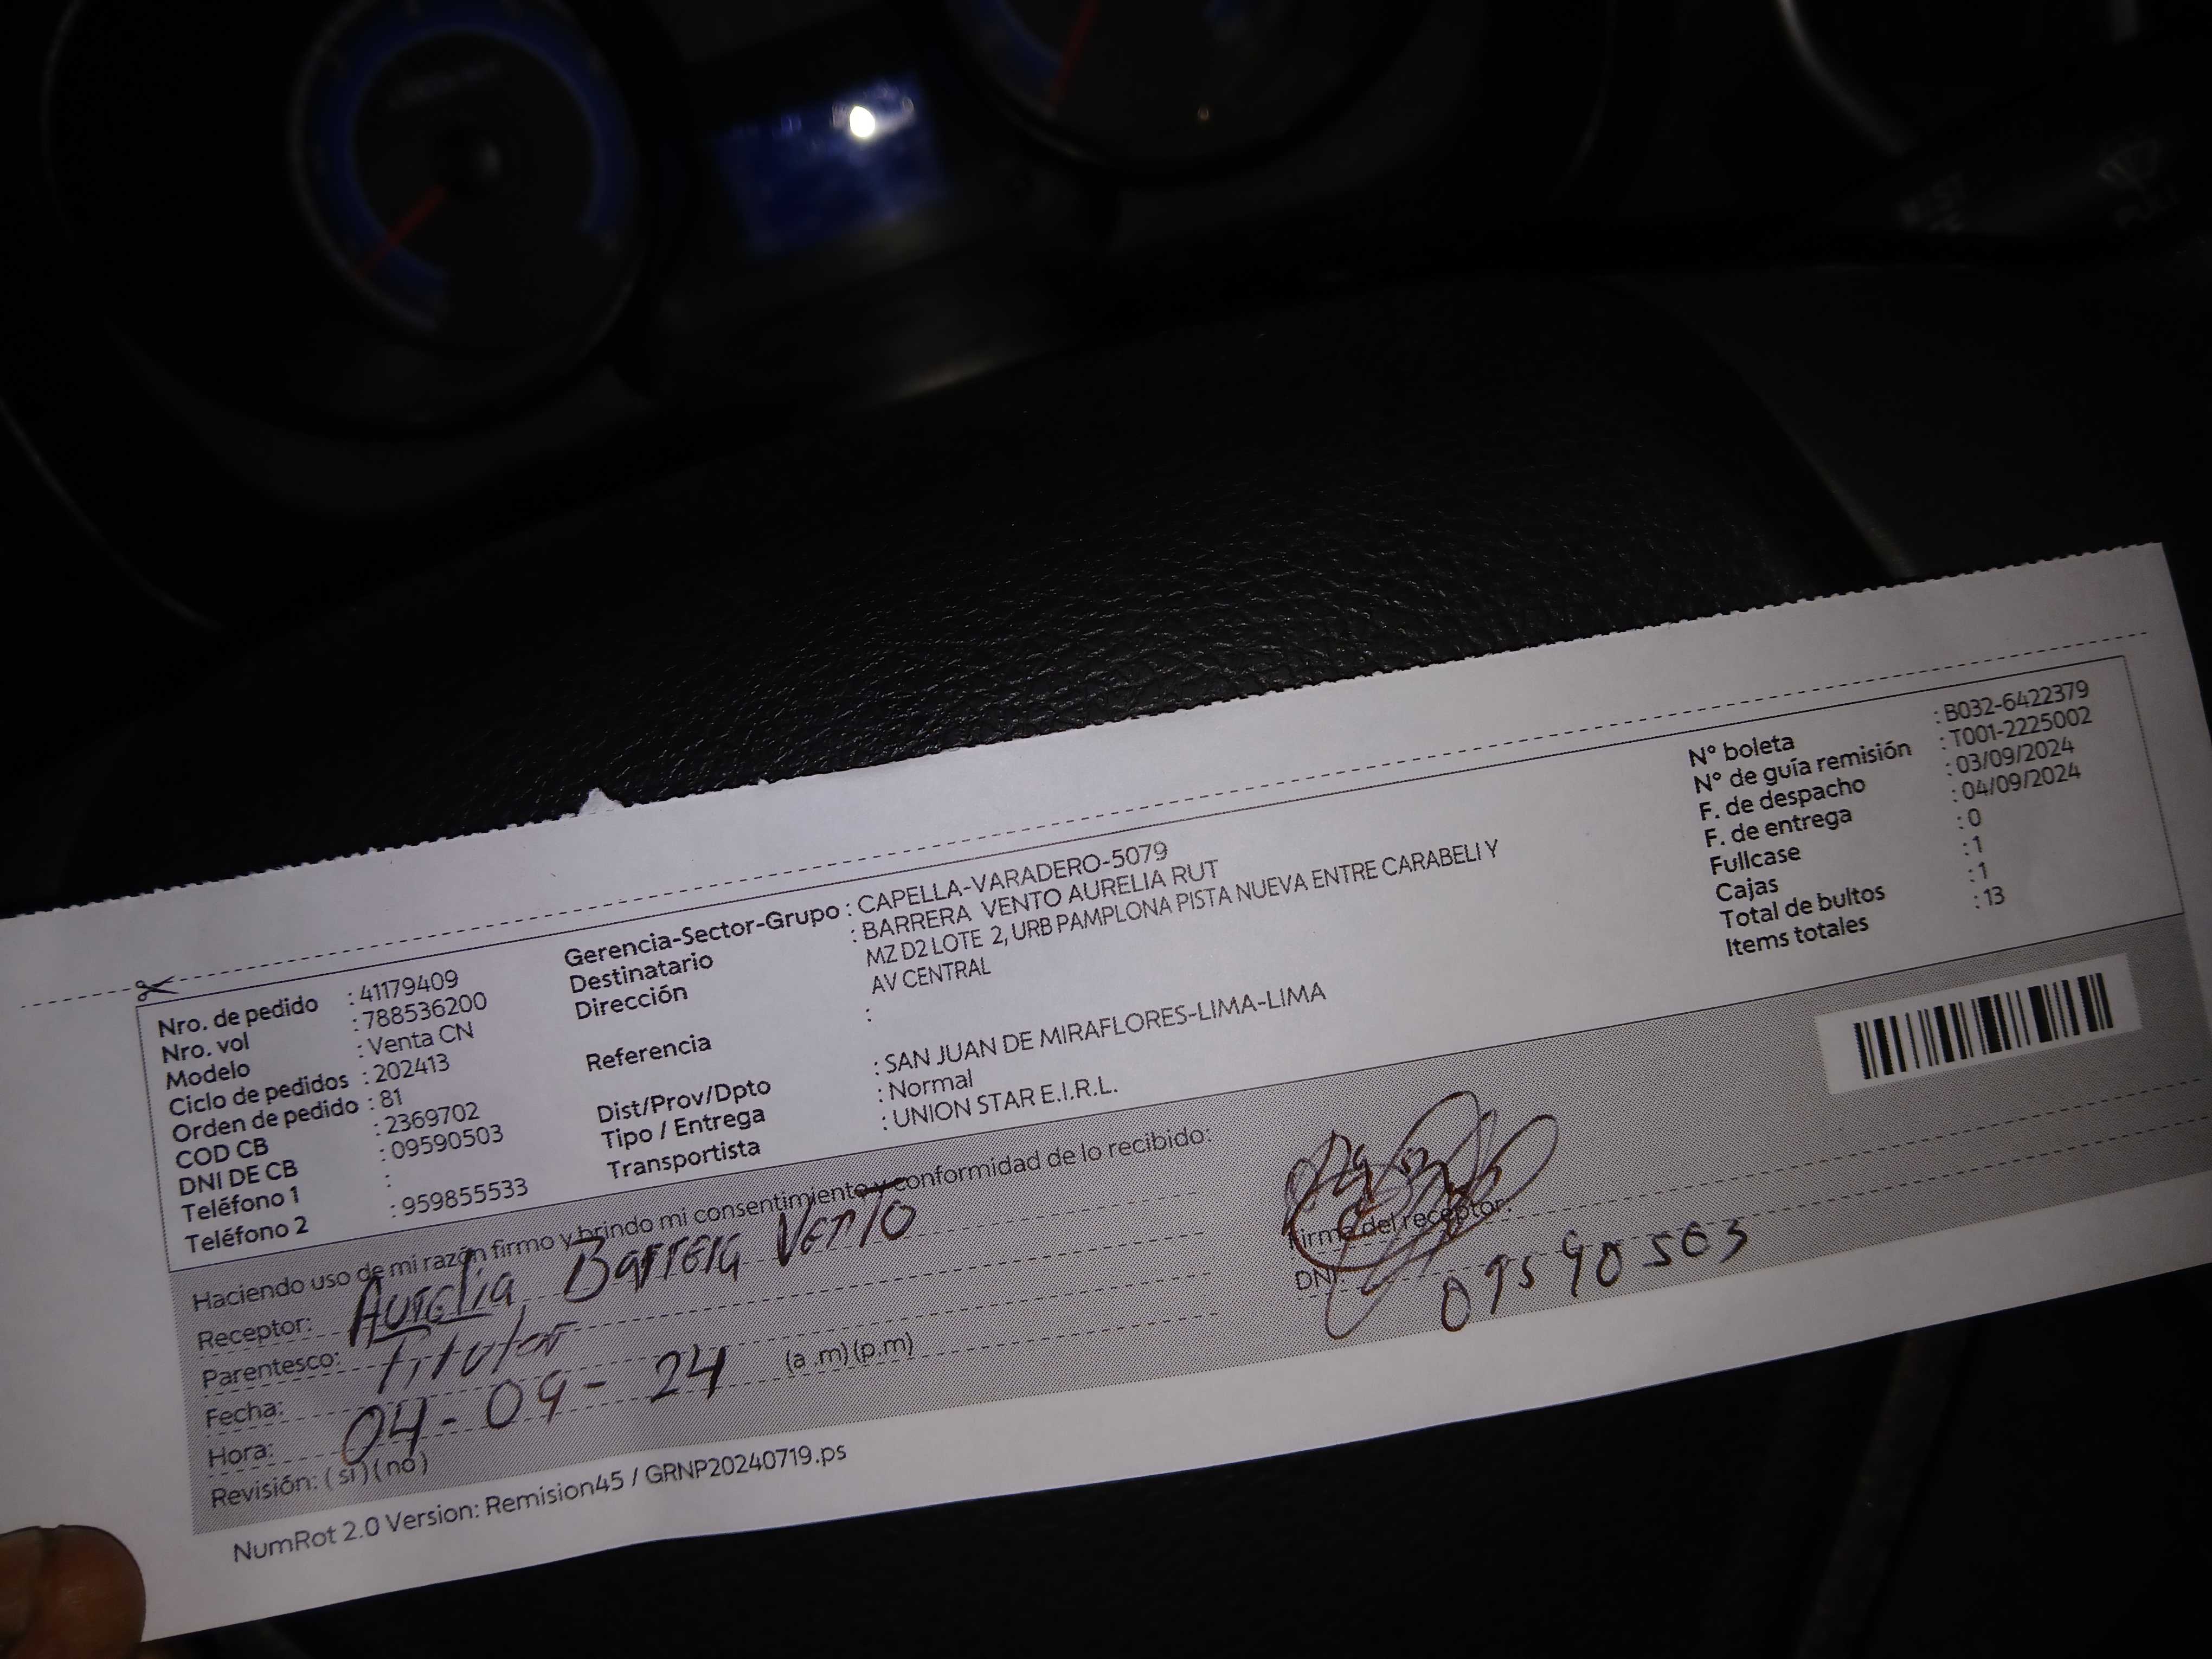 Nro. de pedido : 41179409
Nro. vol : 788536200
Modelo : Venta CN
Ciclo de pedidos : 202413
Orden de pedido : 81
COD CB : 2369702
DNI DE CB : 09590503
Teléfono 1 :
Teléfono 2 : 959855533
Gerencia-Sector-Grupo : CAPELLA-VARADERO-5079
Destinatario : BARRERA VENTO AURELIA RUT
Dirección MZ D2 LOTE 2, URB PAMPLONA PISTA NUEVA ENTRE CARABELI Y
AV CENTRAL
Referencia :
Dist/Prov/Dpto : SAN JUAN DE MIRAFLORES-LIMA-LIMA
Tipo / Entrega : Normal
Transportista : UNION STAR E.I.R.L.
N° boleta : B032-6422379
N° de guía remisión : T001-2225002
F. de despacho : 03/09/2024
F. de entrega : 04/09/2024
Fullcase : 0
Cajas : 1
Total de bultos : 1
Items totales : 13
Haciendo uso de mi razón firmo y brindo mi consentimiento y conformidad de lo recibido:
Receptor: Aurelia Barrera Vento
Parentesco: Titular
Fecha: 04-09-24
Hora: (a.m)(p.m)
Revisión: (si)(no)
Firma del receptor:
DNI: 09590503
NumRot 2.0 Version: Remision45 / GRNP20240719.ps